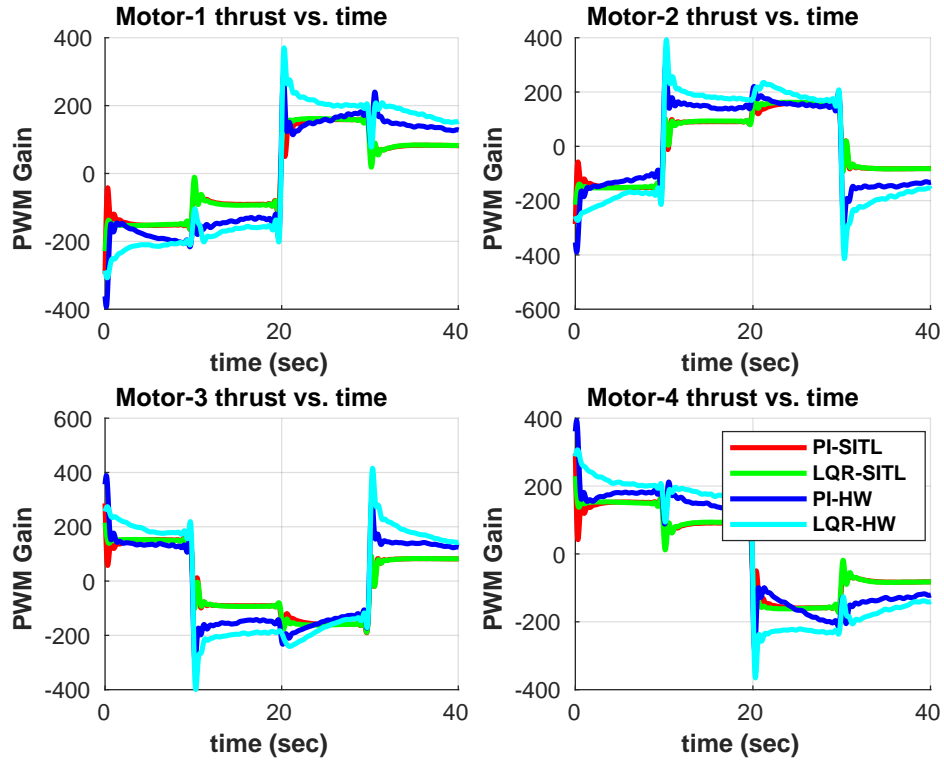 Motor-1 thrust vs. time
400
200
0
-200
-400
PWM Gain
0
20
40
time (sec)
Motor-2 thrust vs. time
400
200
0
-200
-400
-600
PWM Gain
0
20
40
time (sec)
Motor-3 thrust vs. time
600
400
200
0
-200
-400
PWM Gain
0
20
40
time (sec)
Motor-4 thrust vs. time
400
200
0
-200
-400
PWM Gain
0
20
40
time (sec)
PI-SITL
LQR-SITL
PI-HW
LQR-HW